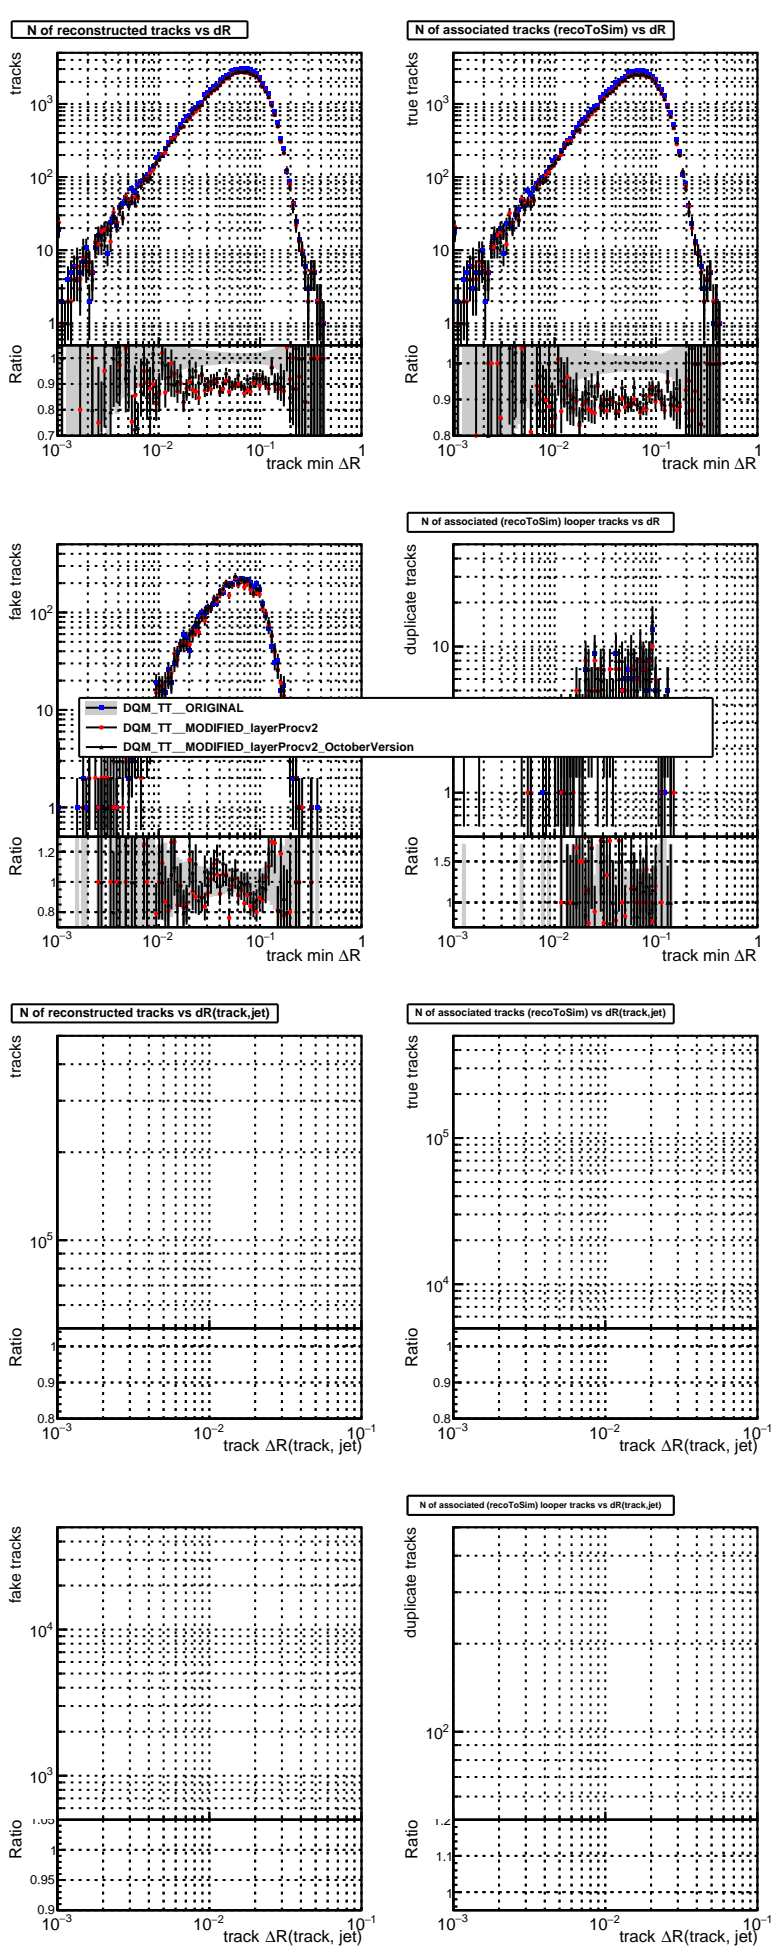 N of reconstructed tracks vs dR
tracks
10³
10²
10
1
Ratio
1
0.9
0.8
0.7
10⁻³ 10⁻² 10⁻¹ 1
track min ΔR
N of associated tracks (recoToSim) vs dR
true tracks
10³
10²
10
1
Ratio
1
0.9
0.8
10⁻³ 10⁻² 10⁻¹ 1
track min ΔR
fake tracks
10²
10
1
Ratio
1.2
1
0.8
10⁻³ 10⁻² 10⁻¹ 1
track min ΔR
N of associated (recoToSim) looper tracks vs dR
duplicate tracks
10
1
Ratio
1.5
1
10⁻³ 10⁻² 10⁻¹ 1
track min ΔR
DQM_TT__ORIGINAL
DQM_TT__MODIFIED_layerProcv2
DQM_TT__MODIFIED_layerProcv2_OctoberVersion
N of reconstructed tracks vs dR(track,jet)
tracks
10⁵
Ratio
1
0.9
0.8
10⁻³ 10⁻² 10⁻¹
track ΔR(track, jet)
N of associated tracks (recoToSim) vs dR(track,jet)
true tracks
10⁵
10⁴
Ratio
1
0.9
0.8
10⁻³ 10⁻² 10⁻¹
track ΔR(track, jet)
fake tracks
10⁴
10³
Ratio
1.05
1
0.95
0.9
10⁻³ 10⁻² 10⁻¹
track ΔR(track, jet)
N of associated (recoToSim) looper tracks vs dR(track,jet)
duplicate tracks
10²
Ratio
1.2
1.1
1
10⁻³ 10⁻² 10⁻¹
track ΔR(track, jet)